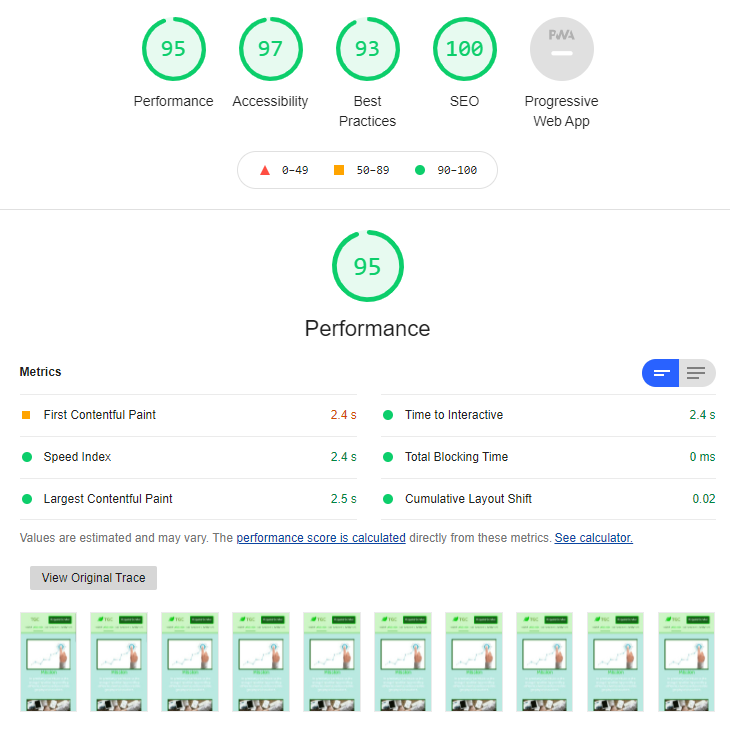 95
97
93
100
PWA
Performance
Accessibility
Best
Practices
SEO
Progressive
Web App
0–49
50–89
90–100
95
Performance
Metrics
First Contentful Paint 2.4 s
Time to Interactive 2.4 s
Speed Index 2.4 s
Total Blocking Time 0 ms
Largest Contentful Paint 2.5 s
Cumulative Layout Shift 0.02
Values are estimated and may vary. The performance score is calculated directly from these metrics. See calculator.
View Original Trace